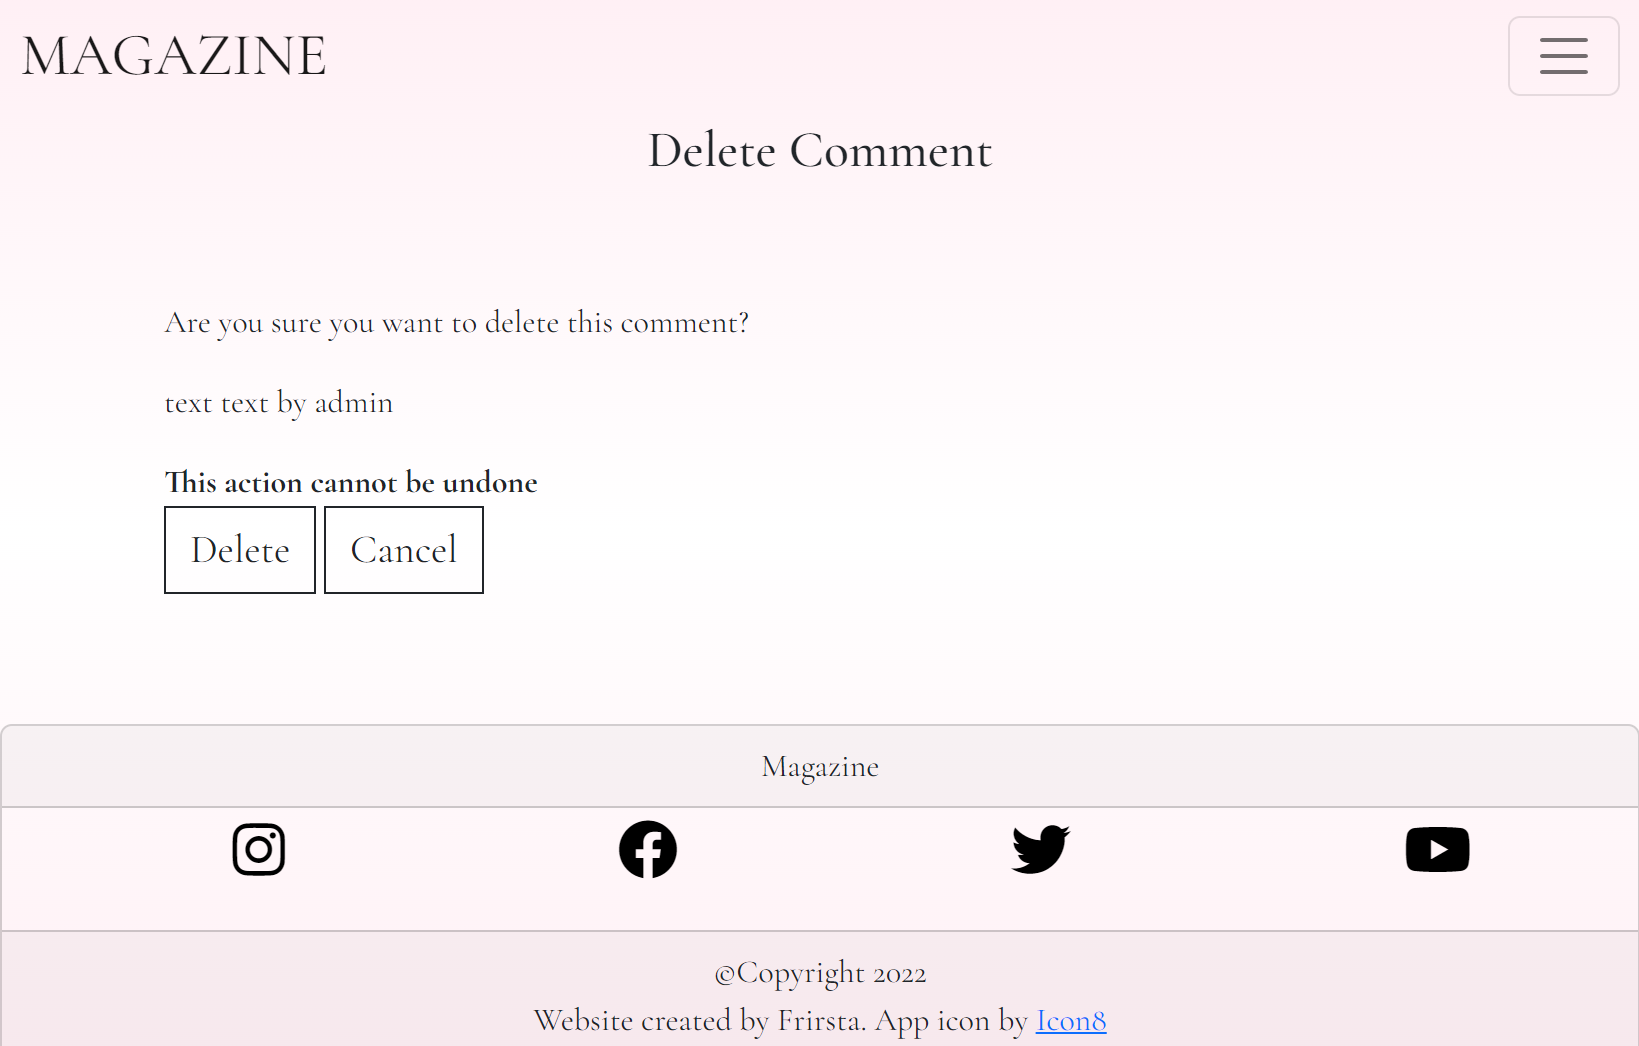 MAGAZINE
Delete Comment
Are you sure you want to delete this comment?
text text by admin
This action cannot be undone
Delete Cancel
Magazine
©Copyright 2022
Website created by Frirsta. App icon by Icon8